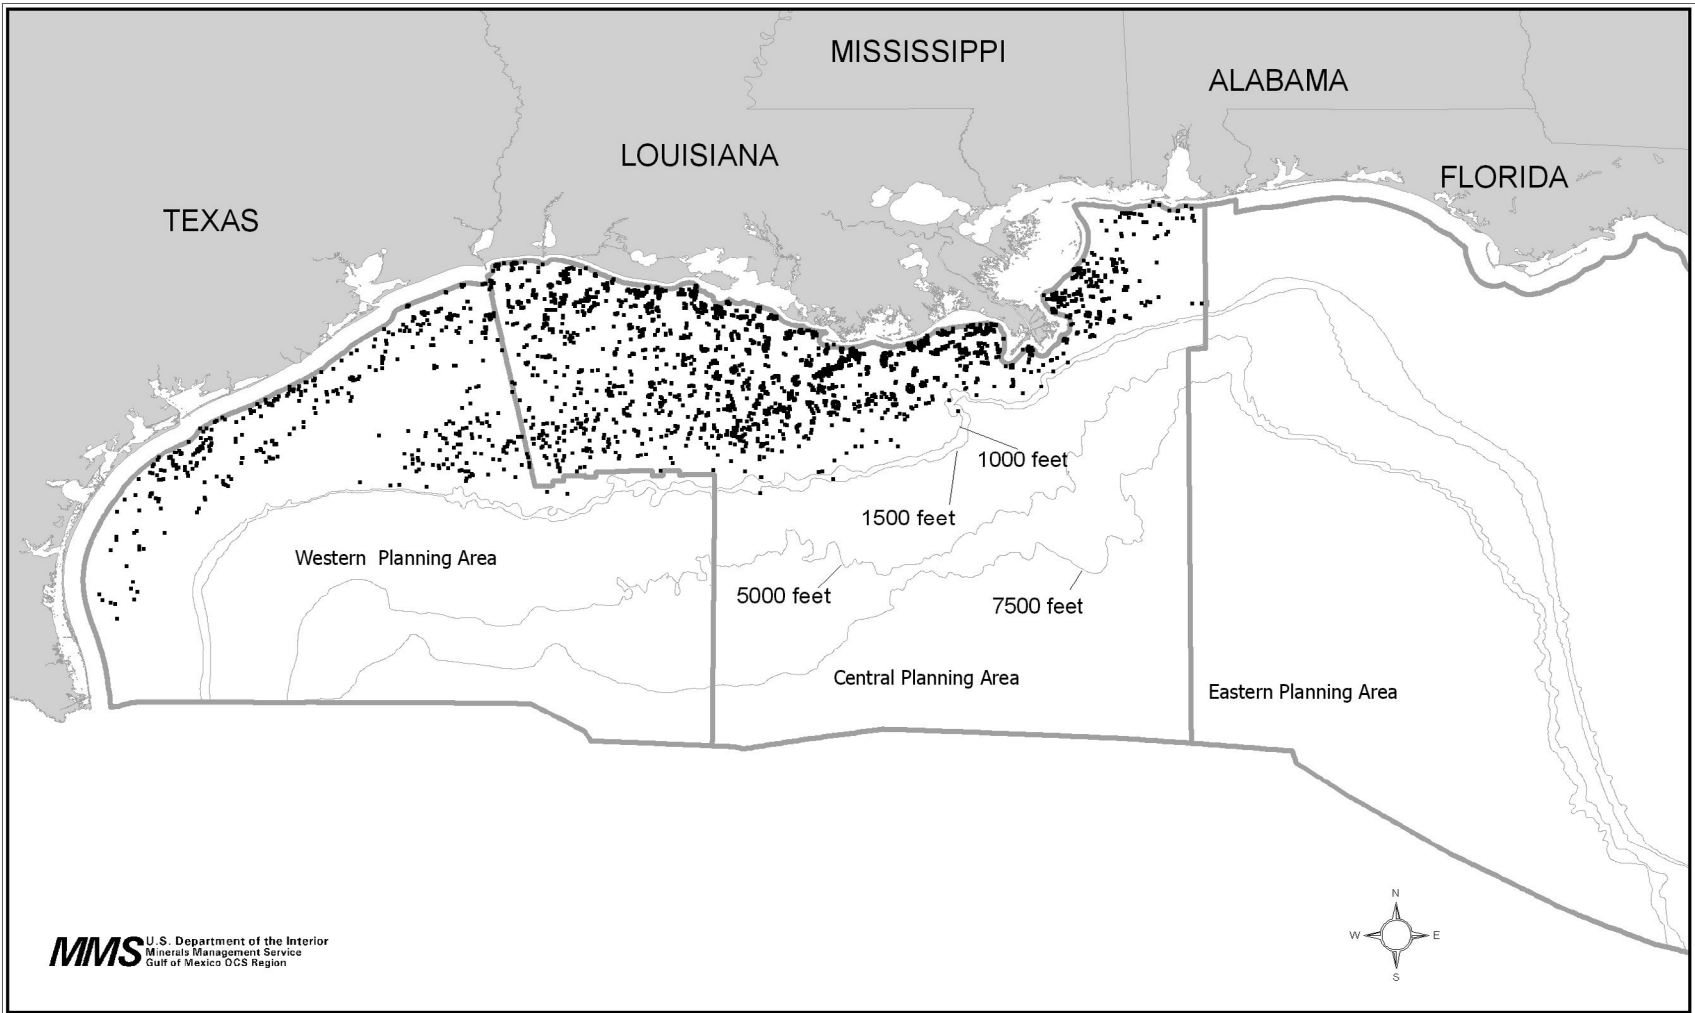 MISSISSIPPI
ALABAMA
LOUISIANA
FLORIDA
TEXAS
1000 feet
1500 feet
Western Planning Area
5000 feet
7500 feet
Central Planning Area
Eastern Planning Area
N
W E
S
MMS
U.S. Department of the Interior
Minerals Management Service
Gulf of Mexico OCS Region